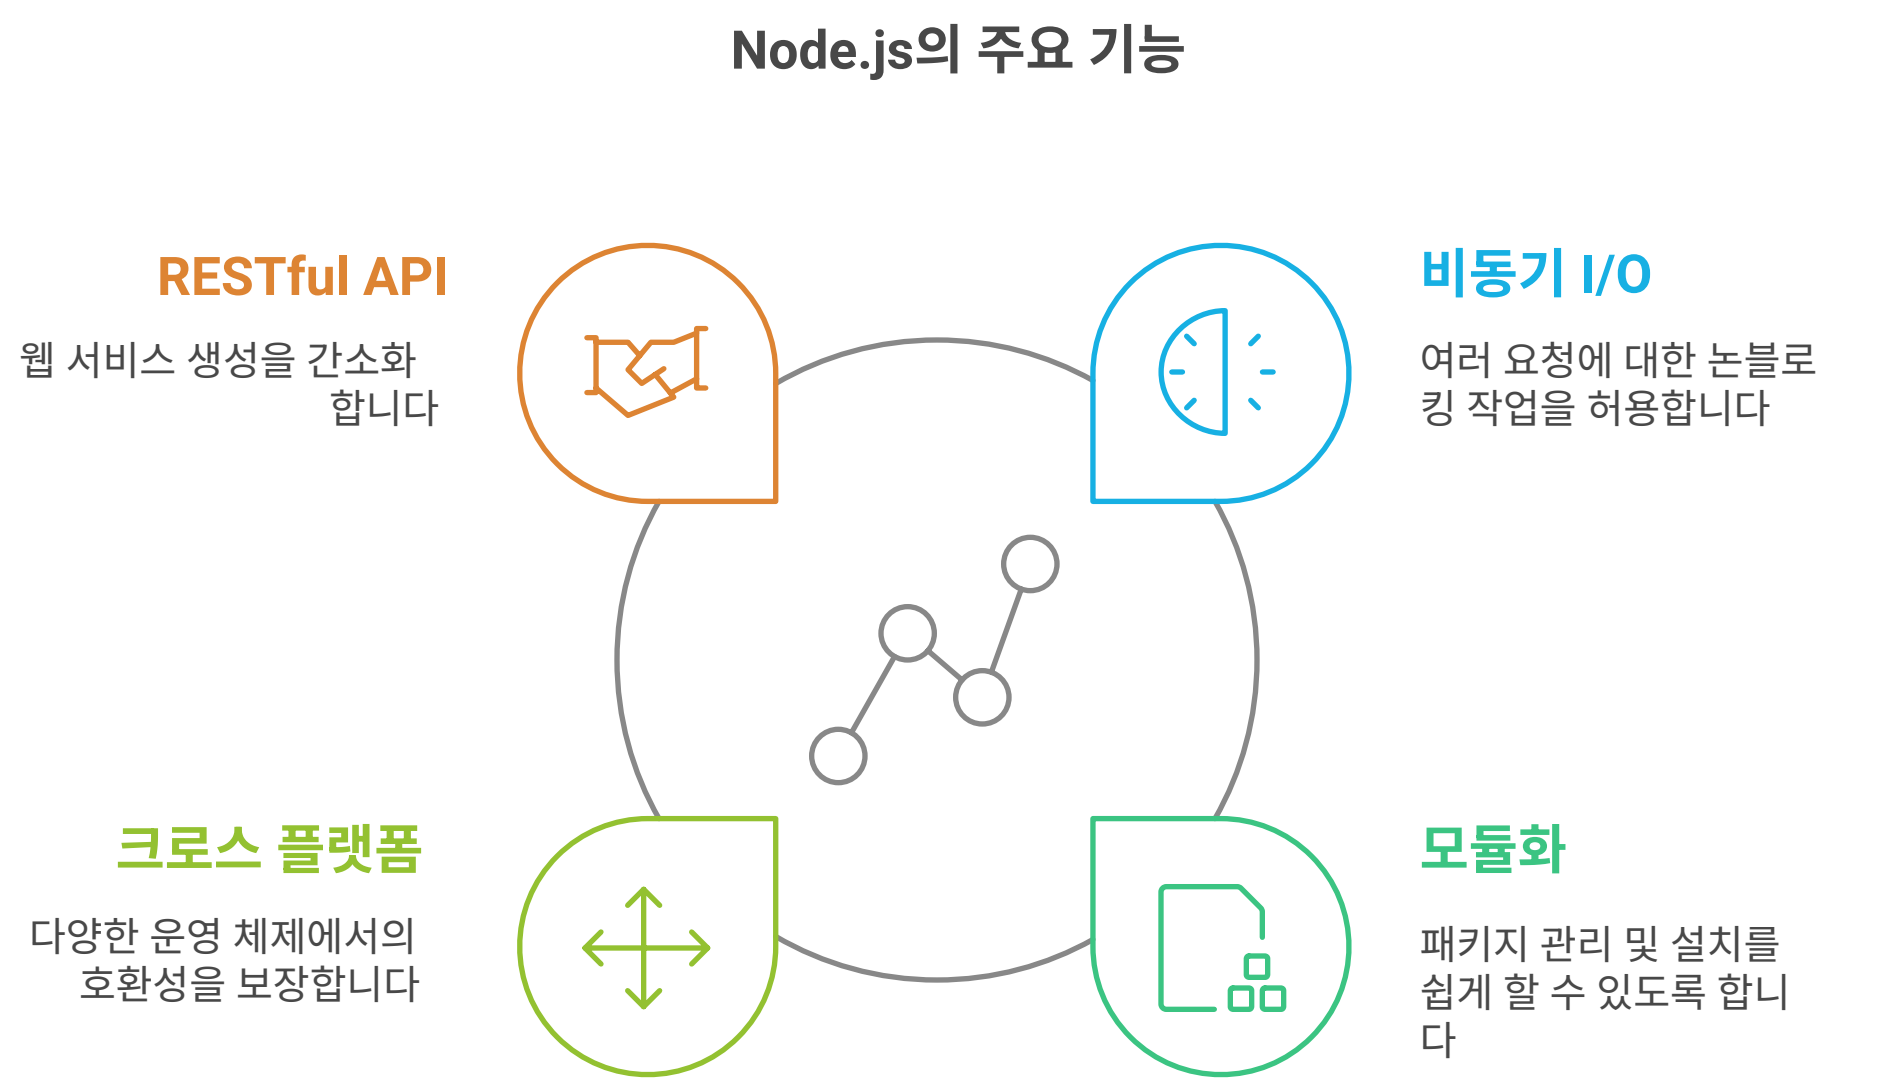 Node.js의 주요 기능
RESTful API
웹 서비스 생성을 간소화
합니다
비동기 I/O
여러 요청에 대한 논블로
킹 작업을 허용합니다
크로스 플랫폼
다양한 운영 체제에서의
호환성을 보장합니다
모듈화
패키지 관리 및 설치를
쉽게 할 수 있도록 합니
다